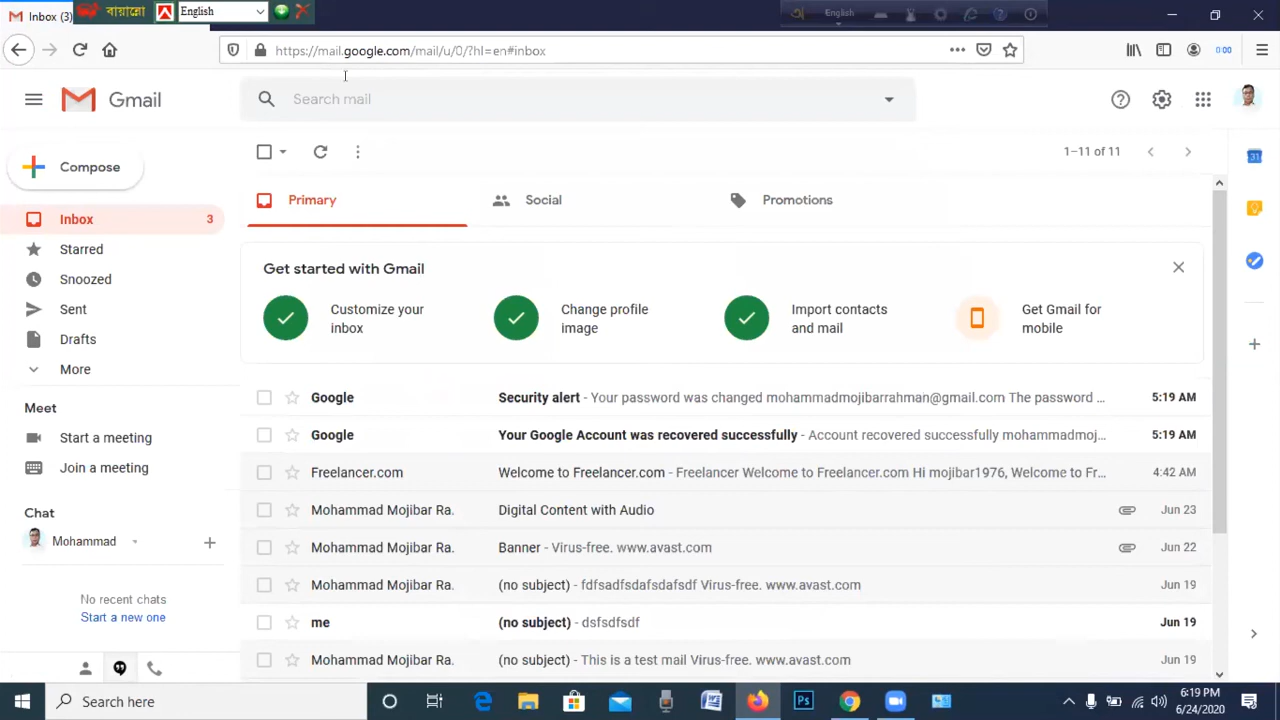 Inbox (3)
বায়ান্নো
English
English
https://mail.google.com/mail/u/0/?hl=en#inbox
0:00
Gmail
Search mail
Compose
1–11 of 11
31
Primary
Social
Promotions
Inbox 3
Starred
Snoozed
Sent
Drafts
More
Get started with Gmail
Customize your
inbox
Change profile
image
Import contacts
and mail
Get Gmail for
mobile
Google Security alert - Your password was changed mohammadmojibarrahman@gmail.com The password ... 5:19 AM
Google Your Google Account was recovered successfully - Account recovered successfully mohammadmoj... 5:19 AM
Freelancer.com Welcome to Freelancer.com - Freelancer Welcome to Freelancer.com Hi mojibar1976, Welcome to Fr... 4:42 AM
Mohammad Mojibar Ra. Digital Content with Audio Jun 23
Mohammad Mojibar Ra. Banner - Virus-free. www.avast.com Jun 22
Mohammad Mojibar Ra. (no subject) - fdfsadfsdafsdafsdf Virus-free. www.avast.com Jun 19
me (no subject) - dsfsdfsdf Jun 19
Mohammad Mojibar Ra. (no subject) - This is a test mail Virus-free. www.avast.com Jun 19
Meet
Start a meeting
Join a meeting
Chat
Mohammad
No recent chats
Start a new one
Search here
Ps
6:19 PM
6/24/2020